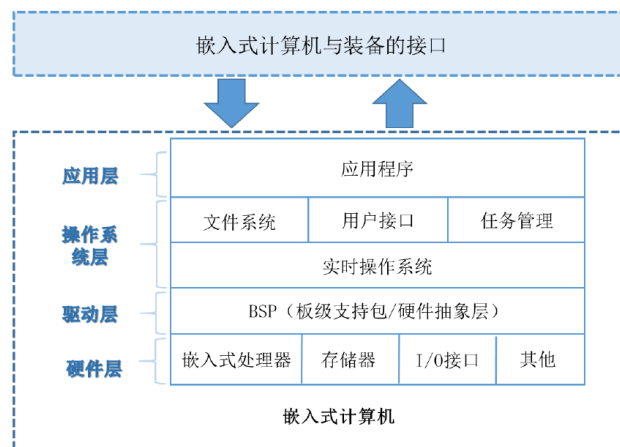 嵌入式计算机与装备的接口
应用层
应用程序
操作系
统层
文件系统 用户接口 任务管理
实时操作系统
驱动层
BSP（板级支持包/硬件抽象层）
硬件层
嵌入式处理器 存储器 I/O接口 其他
嵌入式计算机